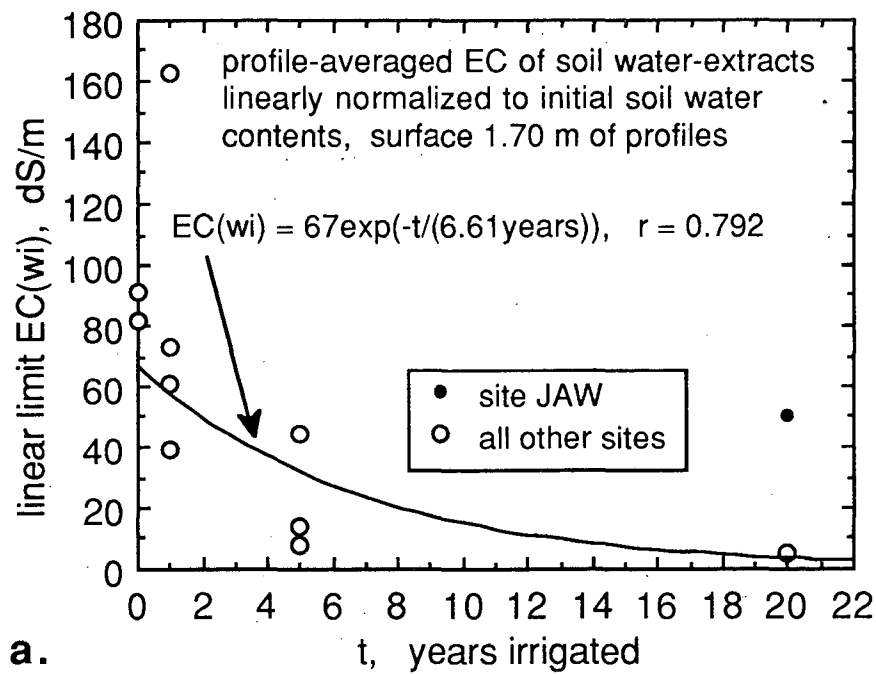 180
160
140
120
100
80
60
40
20
0
linear limit EC(wi), dS/m
profile-averaged EC of soil water-extracts
linearly normalized to initial soil water
contents, surface 1.70 m of profiles
EC(wi) = 67exp(-t/(6.61years)), r = 0.792
site JAW
all other sites
0 2 4 6 8 10 12 14 16 18 20 22
a. t, years irrigated